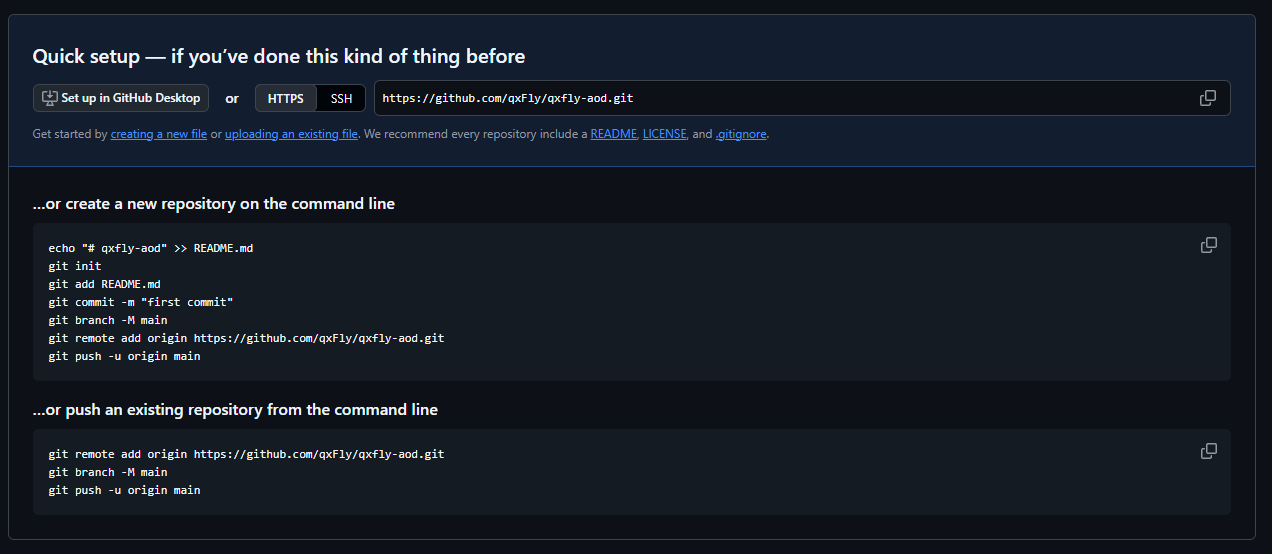 Quick setup — if you’ve done this kind of thing before
Set up in GitHub Desktop or HTTPS SSH https://github.com/qxFly/qxfly-aod.git
Get started by creating a new file or uploading an existing file. We recommend every repository include a README, LICENSE, and .gitignore.
…or create a new repository on the command line
echo "# qxfly-aod" >> README.md
git init
git add README.md
git commit -m "first commit"
git branch -M main
git remote add origin https://github.com/qxFly/qxfly-aod.git
git push -u origin main
…or push an existing repository from the command line
git remote add origin https://github.com/qxFly/qxfly-aod.git
git branch -M main
git push -u origin main